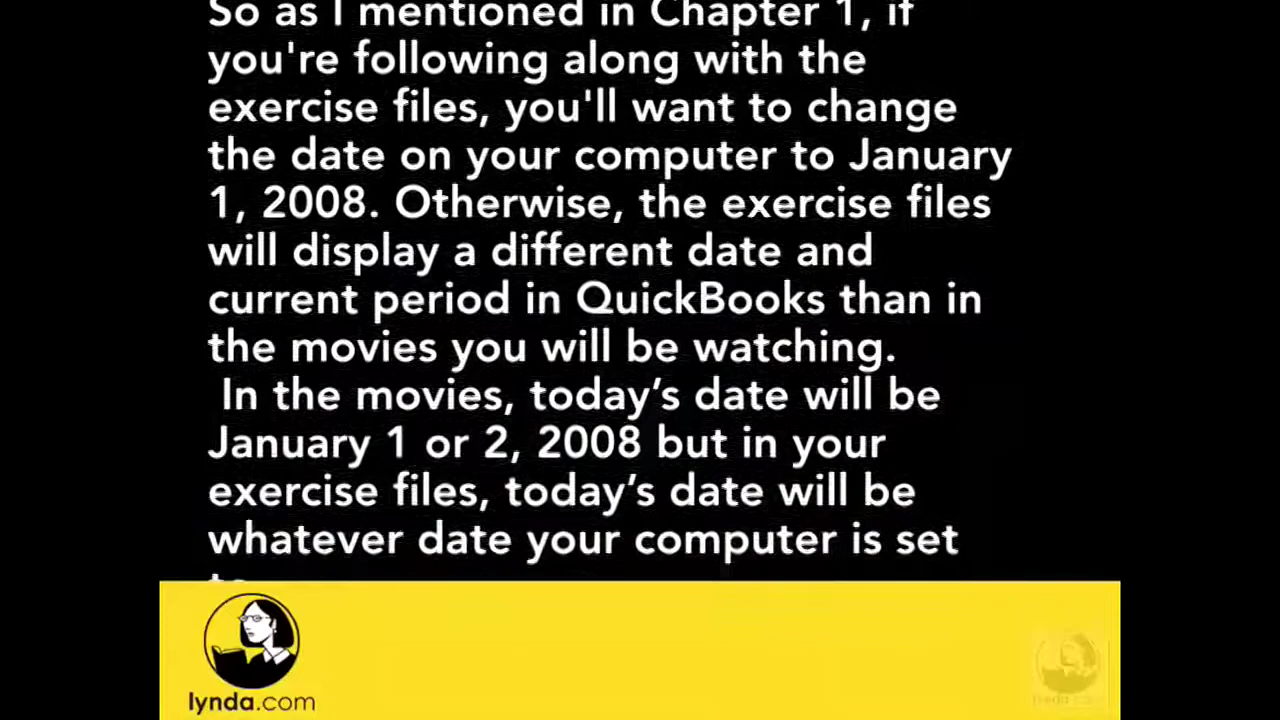 So as I mentioned in Chapter 1, if
you're following along with the
exercise files, you'll want to change
the date on your computer to January
1, 2008. Otherwise, the exercise files
will display a different date and
current period in QuickBooks than in
the movies you will be watching.
In the movies, today’s date will be
January 1 or 2, 2008 but in your
exercise files, today’s date will be
whatever date your computer is set
lynda.com